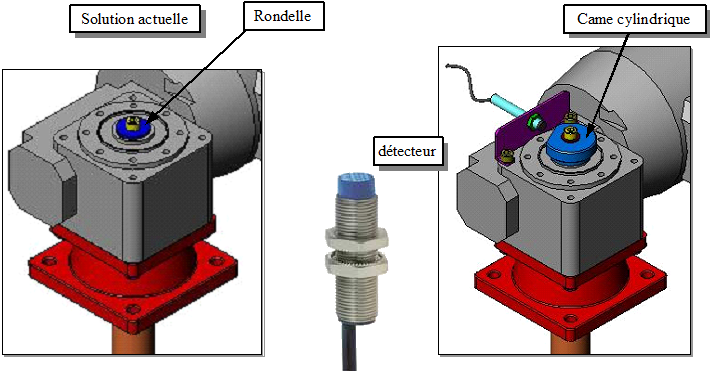 Solution actuelle
Rondelle
Came cylindrique
détecteur